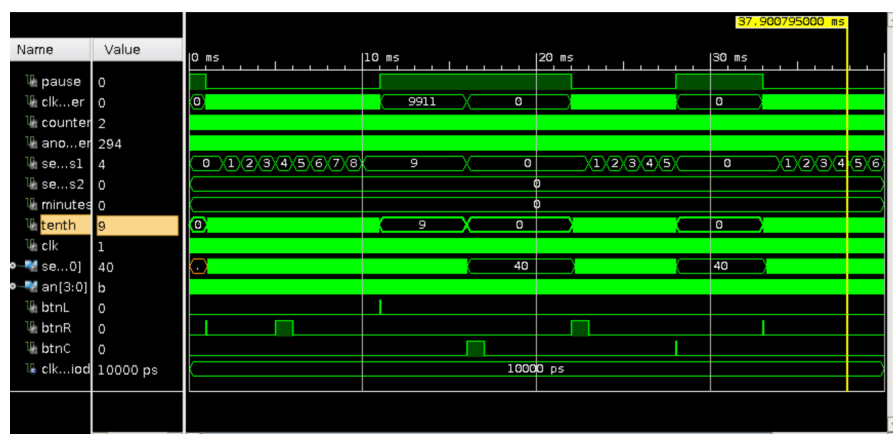 37.900795000 ms
Name Value
0 ms 10 ms 20 ms 30 ms
pause 0
clk...er 0 0 9911 0 0
counter 2
ano...er 294
se...s1 4 0 1 2 3 4 5 6 7 8 9 0 1 2 3 4 5 0 1 2 3 4 5 6
se...s2 0 0
minutes 0 0
tenth 9 0 9 0 0
clk 1
se...0] 40 . 40 40
an[3:0] b
btnL 0
btnR 0
btnC 0
clk...iod 10000 ps 10000 ps